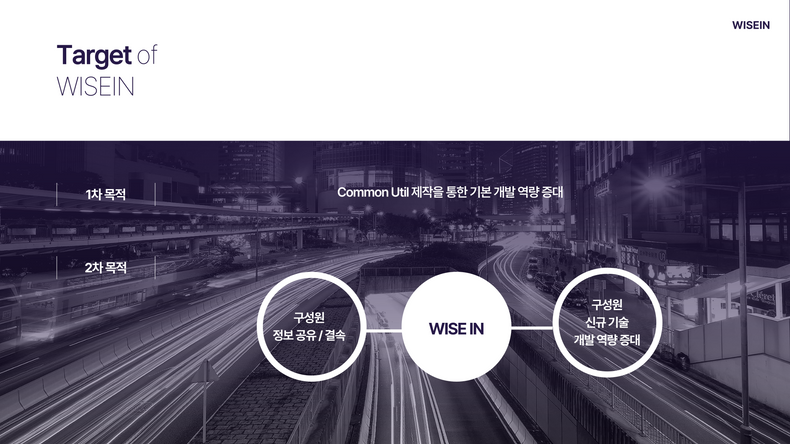 WISEIN
Target of
WISEIN
1차 목적
Common Util 제작을 통한 기본 개발 역량 증대
2차 목적
구성원
정보 공유 / 결속
WISE IN
구성원
신규 기술
개발 역량 증대